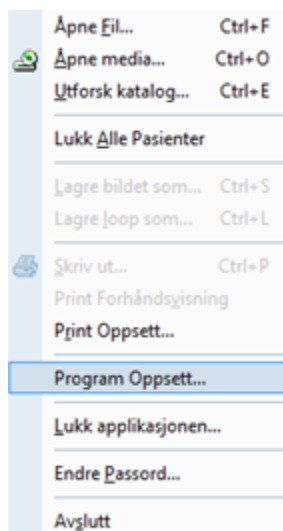 Åpne Fil... Ctrl+F
Åpne media... Ctrl+O
Utforsk katalog... Ctrl+E
Lukk Alle Pasienter
Lagre bildet som... Ctrl+S
Lagre loop som... Ctrl+L
Skriv ut... Ctrl+P
Print Forhåndsvisning
Print Oppsett...
Program Oppsett...
Lukk applikasjonen...
Endre Passord...
Avslutt